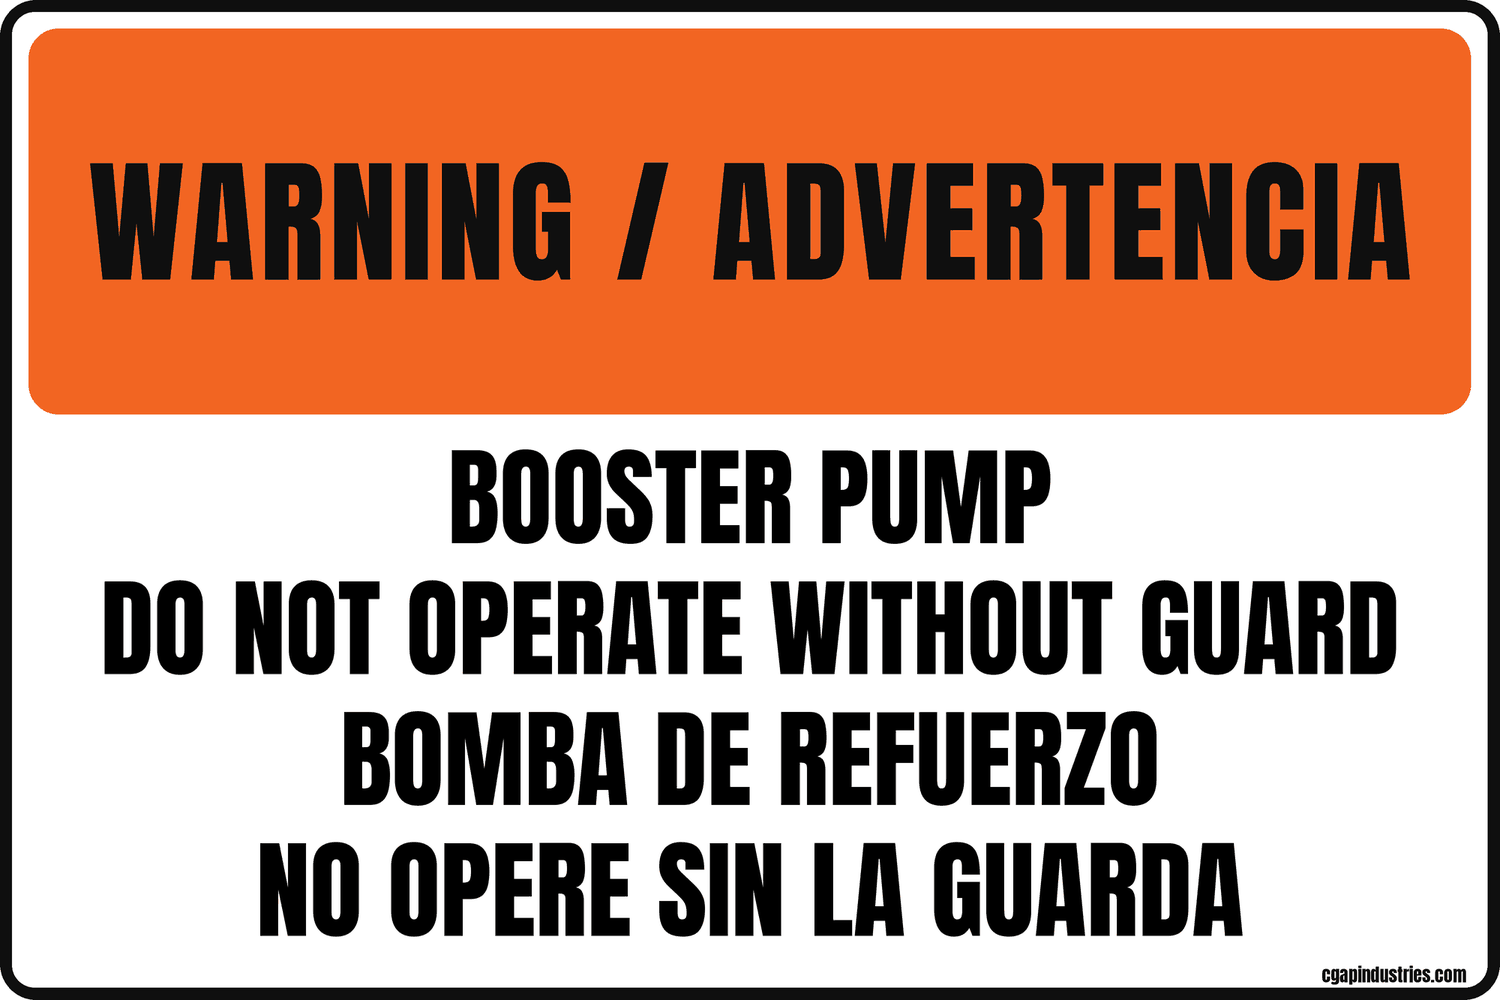 WARNING / ADVERTENCIA
BOOSTER PUMP
DO NOT OPERATE WITHOUT GUARD
BOMBA DE REFUERZO
NO OPERE SIN LA GUARDA
cgapindustries.com